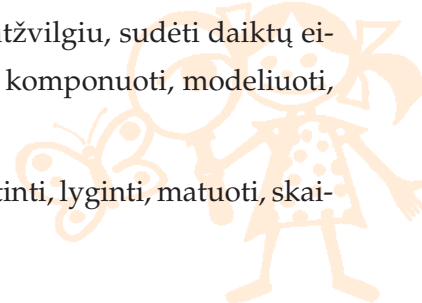 atžvilgiu, sudėti daiktų ei-
komponuoti, modeliuoti,
tinti, lyginti, matuoti, skai-